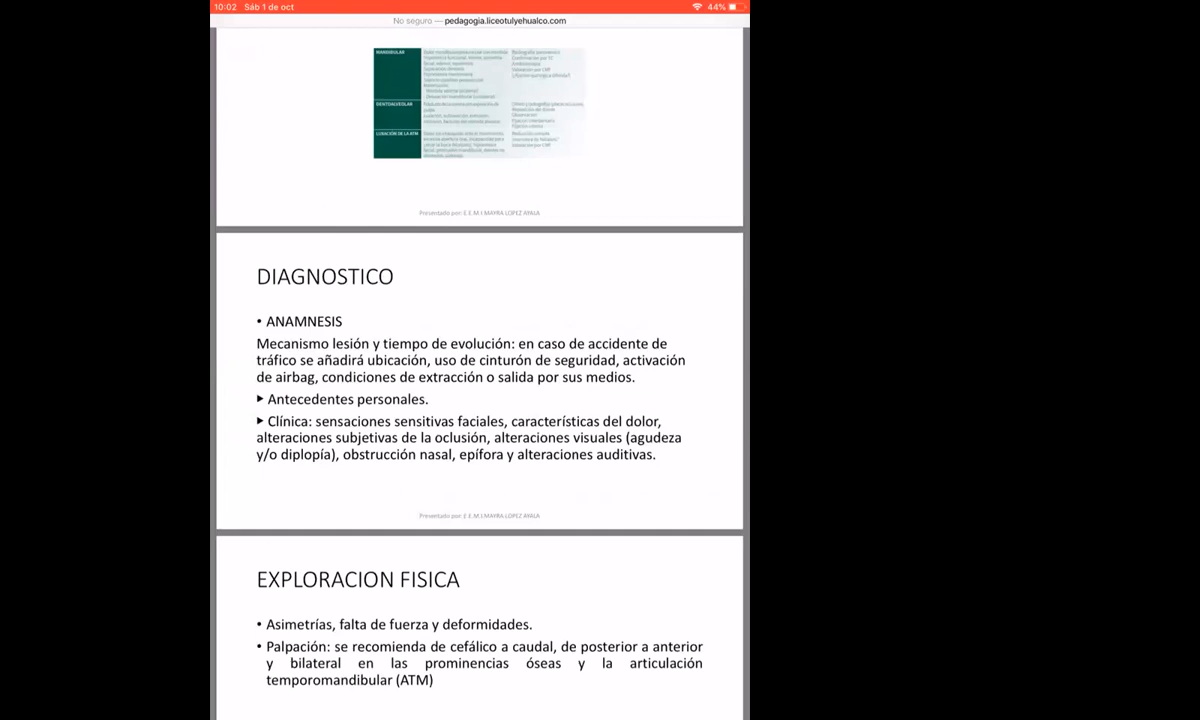 10:02 Sáb 1 de oct
44%
No seguro — pedagogia.liceotulyehualco.com
MANDIBULAR
DENTOALVEOLAR
LUXACIÓN DE LA ATM
Presentado por: E.E.M.I.MAYRA LOPEZ AYALA
DIAGNOSTICO
• ANAMNESIS
Mecanismo lesión y tiempo de evolución: en caso de accidente de
tráfico se añadirá ubicación, uso de cinturón de seguridad, activación
de airbag, condiciones de extracción o salida por sus medios.
▶ Antecedentes personales.
▶ Clínica: sensaciones sensitivas faciales, características del dolor,
alteraciones subjetivas de la oclusión, alteraciones visuales (agudeza
y/o diplopía), obstrucción nasal, epífora y alteraciones auditivas.
Presentado por: E.E.M.I.MAYRA LOPEZ AYALA
EXPLORACION FISICA
• Asimetrías, falta de fuerza y deformidades.
• Palpación: se recomienda de cefálico a caudal, de posterior a anterior
y bilateral en las prominencias óseas y la articulación
temporomandibular (ATM)